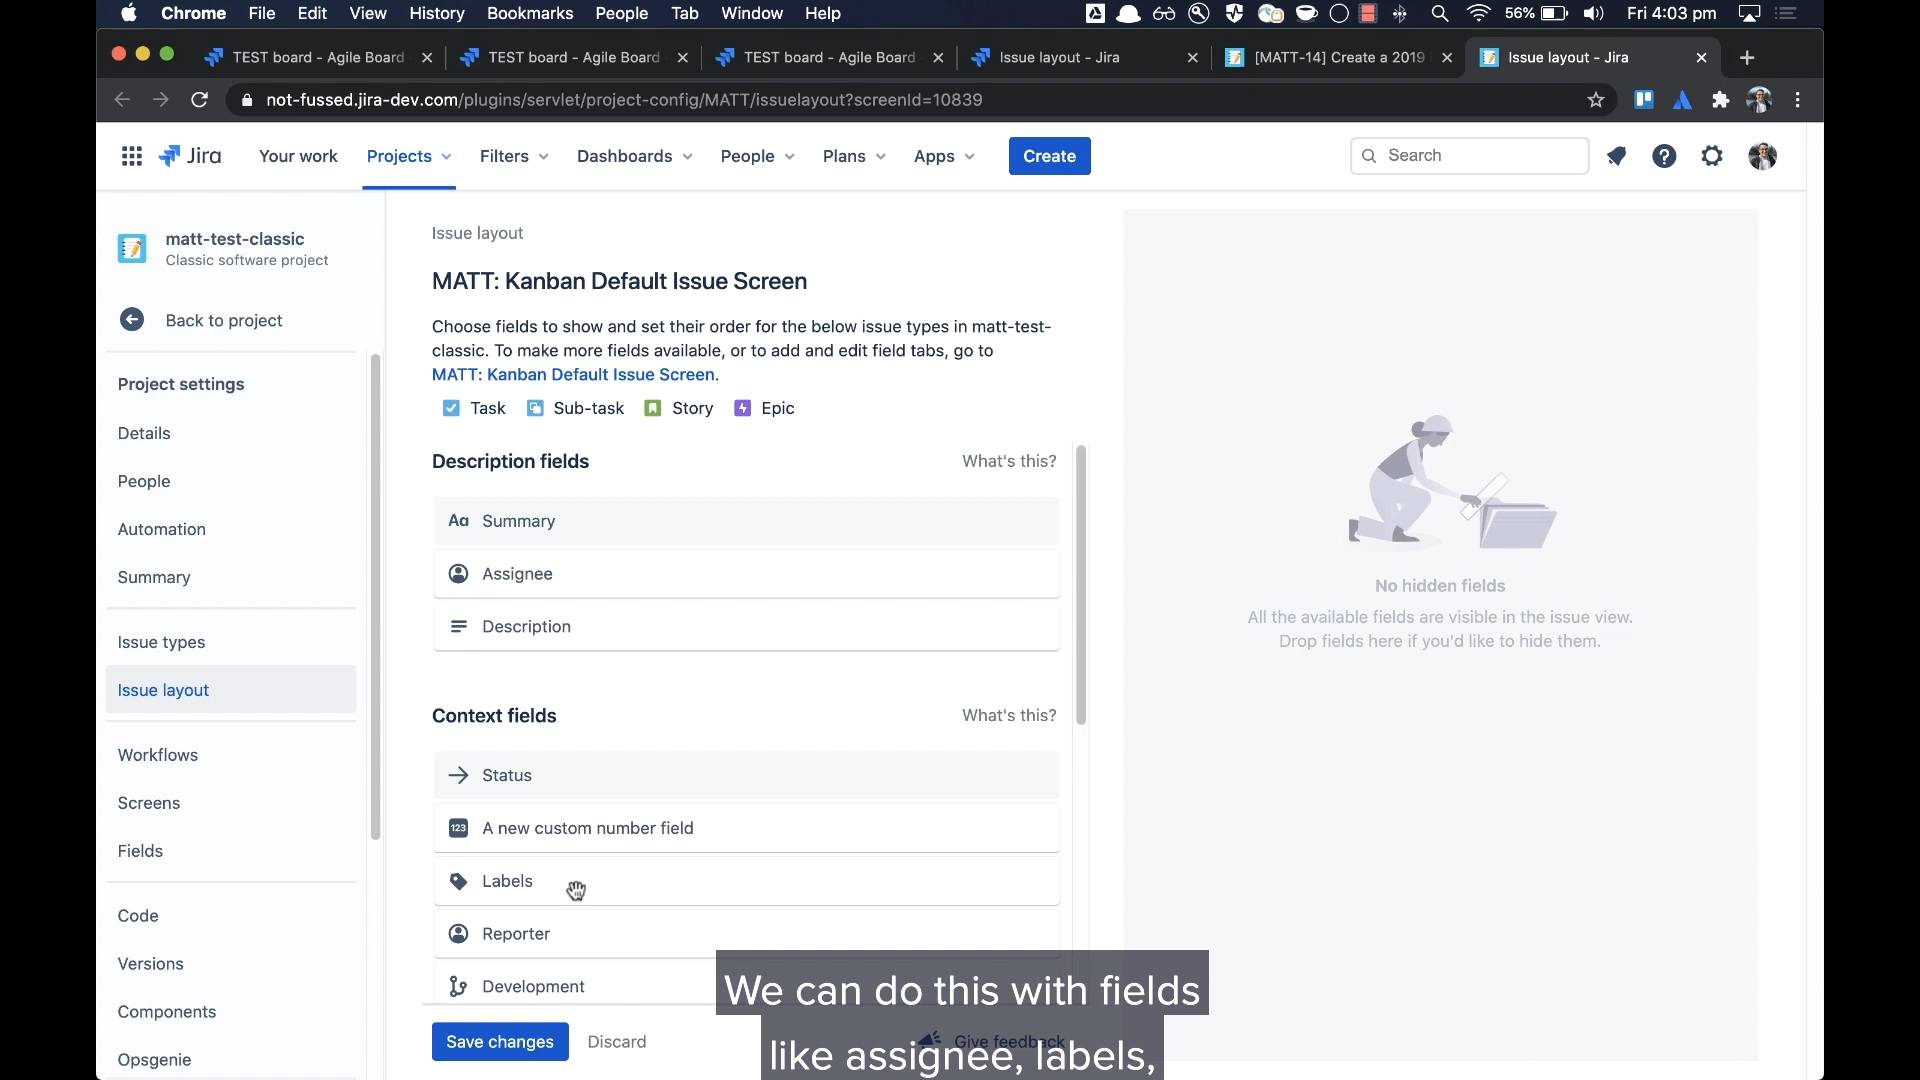 Chrome File Edit View History Bookmarks People Tab Window Help
56% Fri 4:03 pm
TEST board - Agile Board
TEST board - Agile Board
TEST board - Agile Board
Issue layout - Jira
[MATT-14] Create a 2019
Issue layout - Jira
not-fussed.jira-dev.com/plugins/servlet/project-config/MATT/issuelayout?screenId=10839
Jira Your work Projects Filters Dashboards People Plans Apps Create
Search
matt-test-classic
Classic software project
Back to project
Project settings
Details
People
Automation
Summary
Issue types
Issue layout
Workflows
Screens
Fields
Code
Versions
Components
Opsgenie
Issue layout
MATT: Kanban Default Issue Screen
Choose fields to show and set their order for the below issue types in matt-test-
classic. To make more fields available, or to add and edit field tabs, go to
MATT: Kanban Default Issue Screen.
Task Sub-task Story Epic
Description fields What's this?
Aa Summary
Assignee
Description
Context fields What's this?
Status
123 A new custom number field
Labels
Reporter
Development
Save changes Discard Give feedback
No hidden fields
All the available fields are visible in the issue view.
Drop fields here if you'd like to hide them.
We can do this with fields
like assignee, labels,